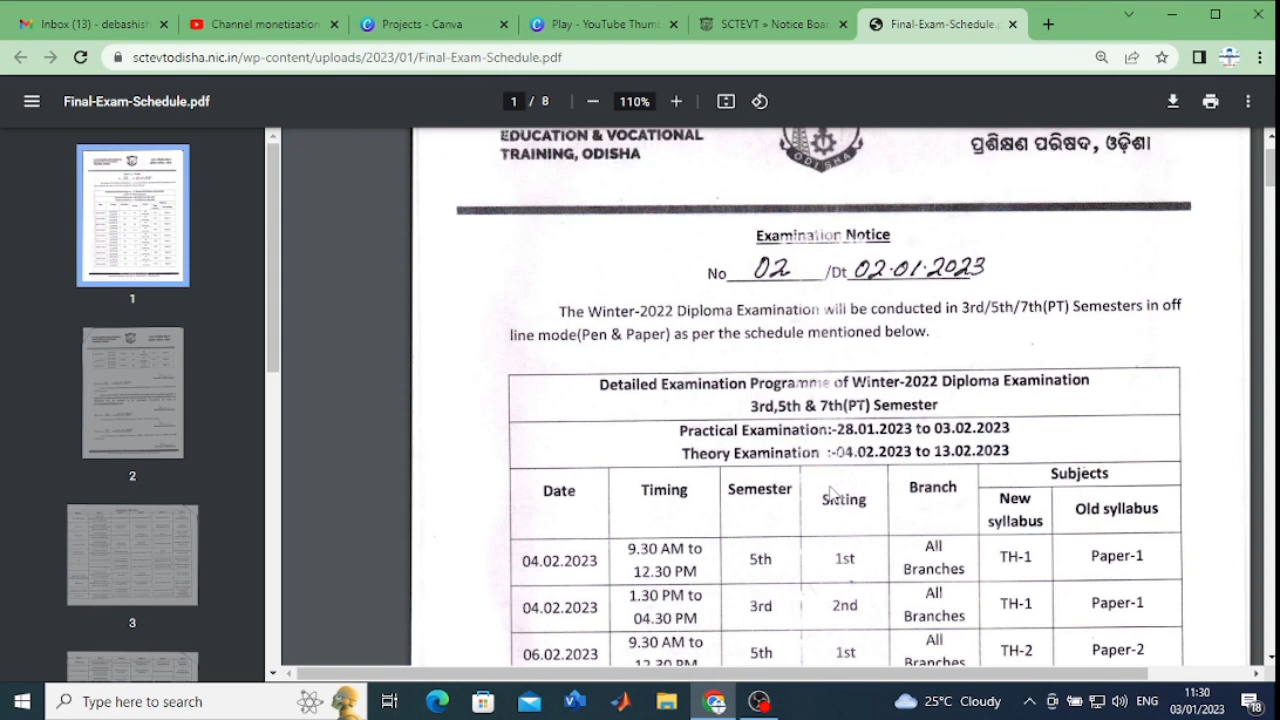 Inbox (13) - debashish
Channel monetisation
Projects - Canva
Play - YouTube Thum
SCTEVT » Notice Boar
Final-Exam-Schedule.p
sctevtodisha.nic.in/wp-content/uploads/2023/01/Final-Exam-Schedule.pdf
Final-Exam-Schedule.pdf
1 / 8
110%
EDUCATION & VOCATIONAL
TRAINING, ODISHA
ODISHA
ପ୍ରଶିକ୍ଷଣ ପରିଷଦ, ଓଡ଼ିଶା
Examination Notice
No 02 /Dt 02.01.2023
The Winter-2022 Diploma Examination will be conducted in 3rd/5th/7th(PT) Semesters in off
line mode(Pen & Paper) as per the schedule mentioned below.
Detailed Examination Programme of Winter-2022 Diploma Examination
3rd,5th & 7th(PT) Semester
Practical Examination:-28.01.2023 to 03.02.2023
Theory Examination :-04.02.2023 to 13.02.2023
Date Timing Semester Sitting Branch Subjects
New syllabus Old syllabus
04.02.2023 9.30 AM to 12.30 PM 5th 1st All Branches TH-1 Paper-1
04.02.2023 1.30 PM to 04.30 PM 3rd 2nd All Branches TH-1 Paper-1
06.02.2023 9.30 AM to 12.30 PM 5th 1st All Branches TH-2 Paper-2
1
2
3
Type here to search
25°C Cloudy
ENG
11:30
03/01/2023
18